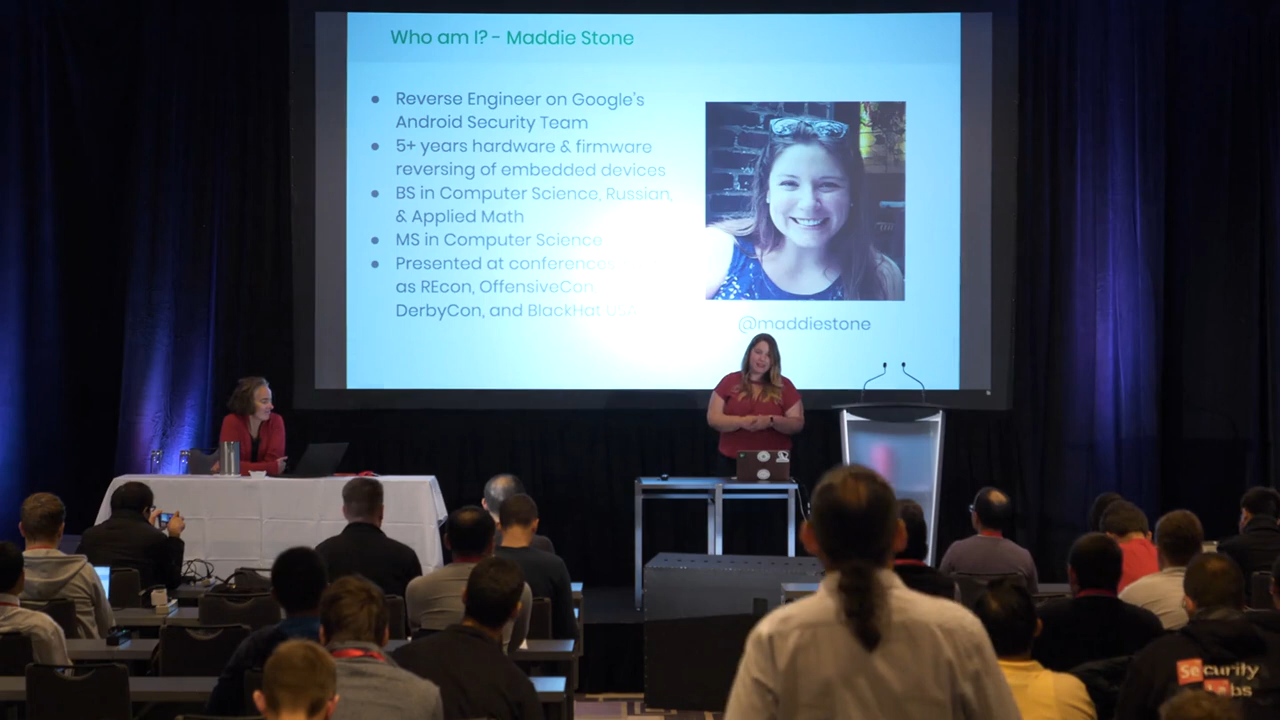 Who am I? - Maddie Stone
Reverse Engineer on Google's
Android Security Team
5+ years hardware & firmware
reversing of embedded devices
BS in Computer Science, Russian,
& Applied Math
MS in Computer Science
Presented at conferences
as REcon, OffensiveCon,
DerbyCon, and BlackHat USA
@maddiestone
Security